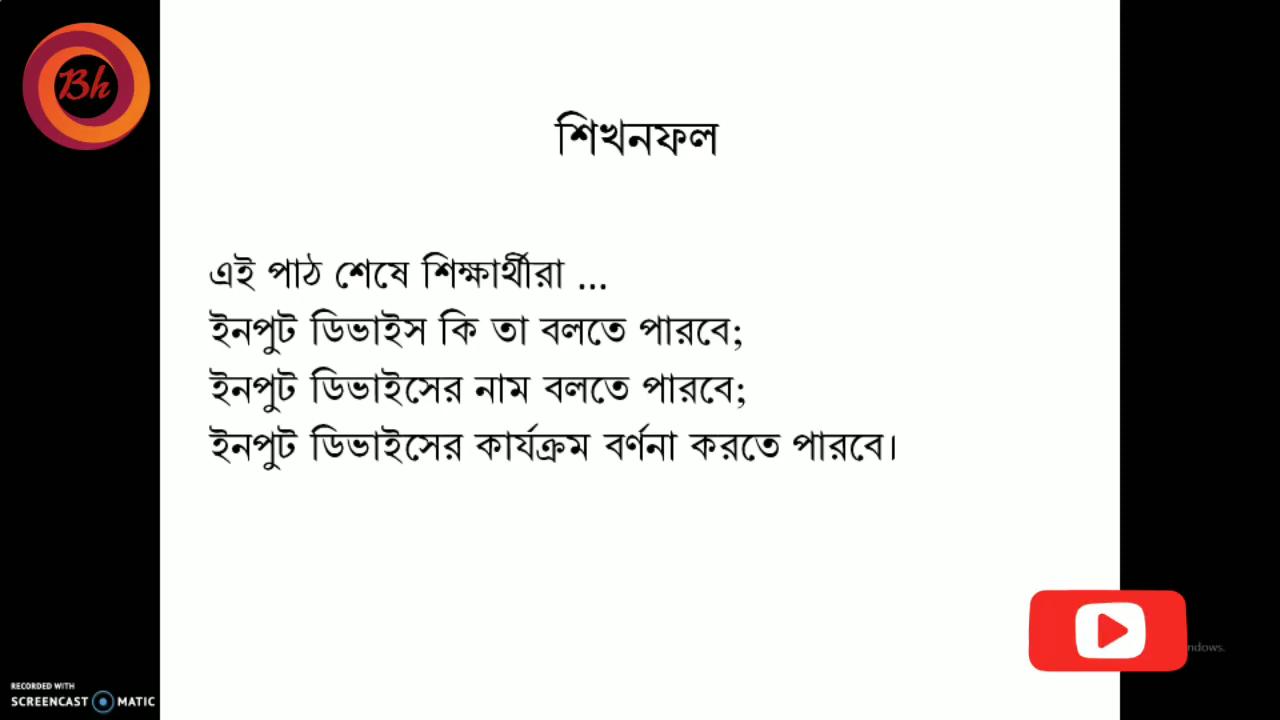 Bh
শিখনফল
এই পাঠ শেষে শিক্ষার্থীরা ...
ইনপুট ডিভাইস কি তা বলতে পারবে;
ইনপুট ডিভাইসের নাম বলতে পারবে;
ইনপুট ডিভাইসের কার্যক্রম বর্ণনা করতে পারবে।
ndows.
RECORDED WITH
SCREENCAST MATIC